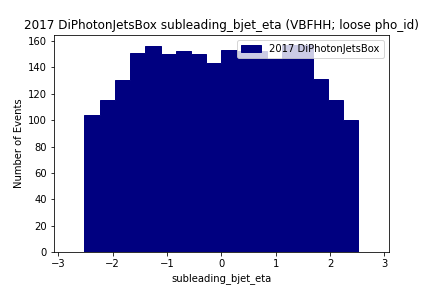 2017 DiPhotonJetsBox subleading_bjet_eta (VBFHH; loose pho_id)
2017 DiPhotonJetsBox
160
140
120
100
80
60
40
20
0
Number of Events
−3 −2 −1 0 1 2 3
subleading_bjet_eta